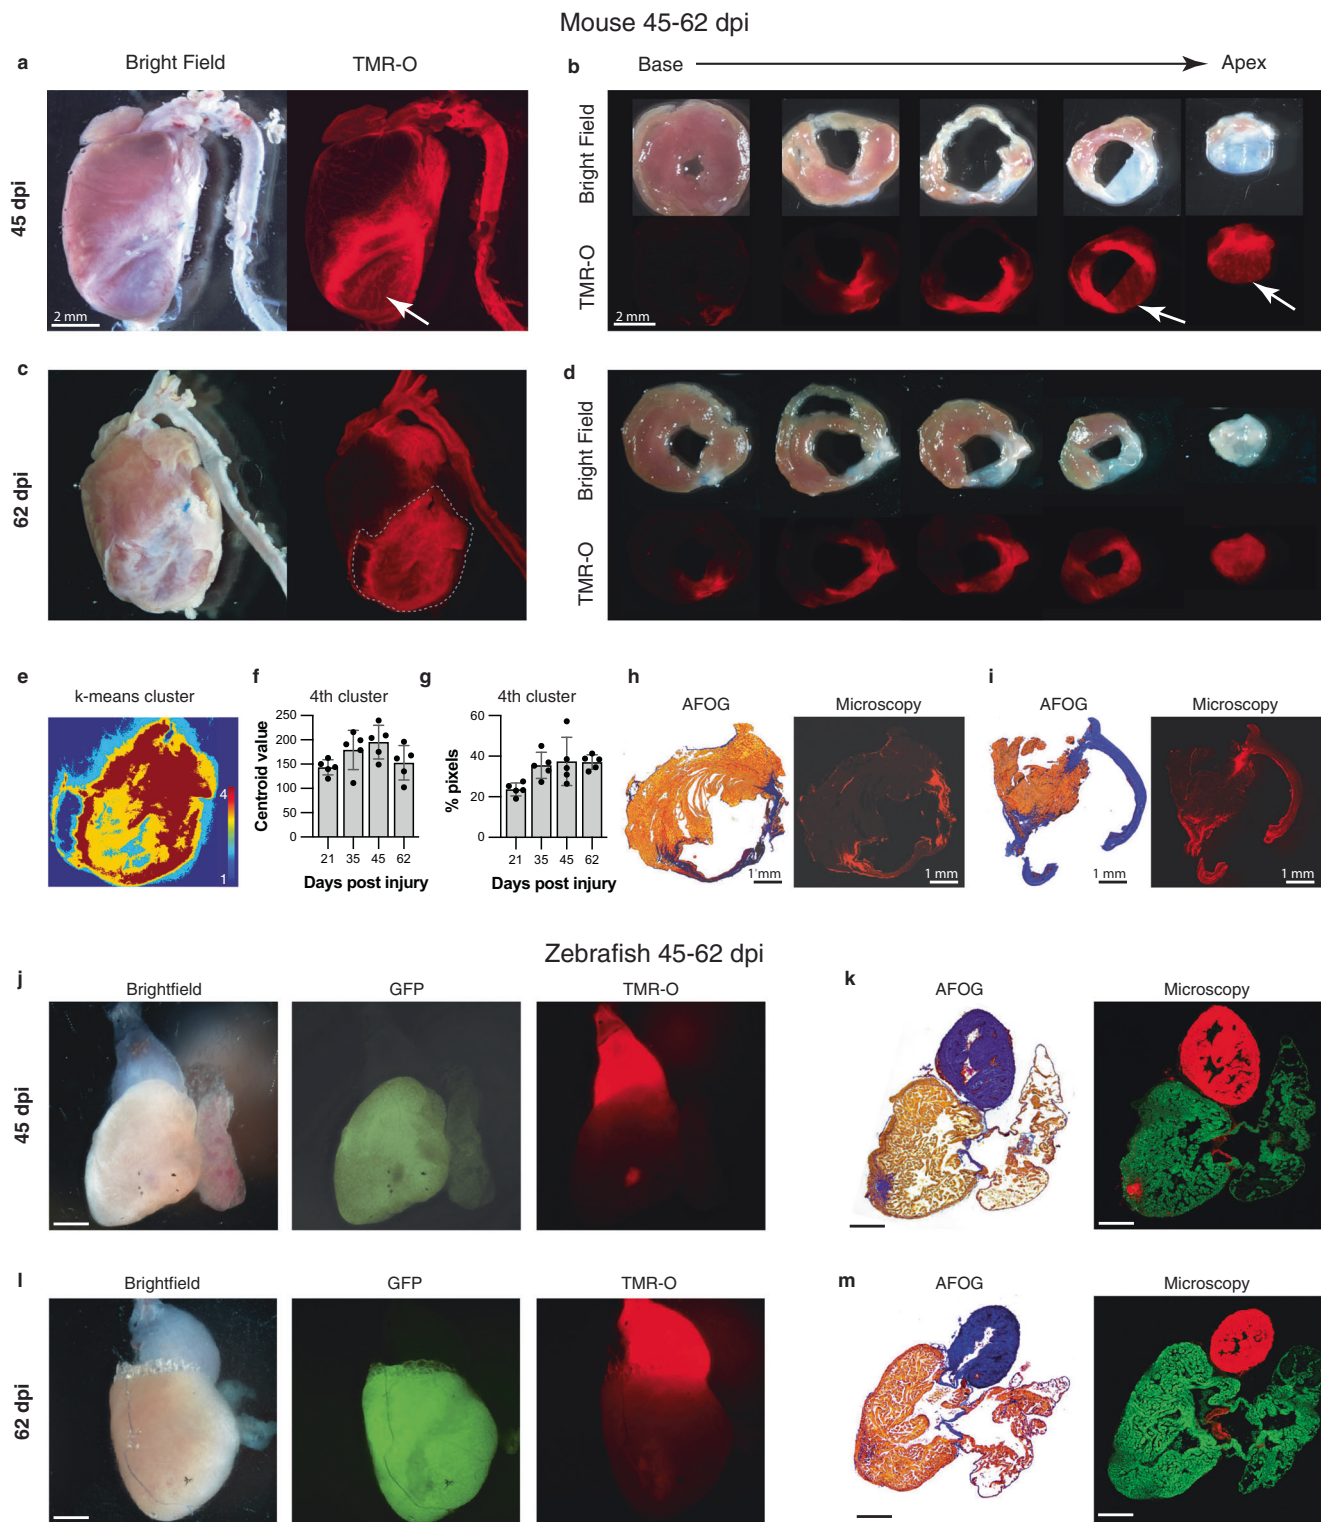 Mouse 45-62 dpi
a
Bright Field
TMR-O
45 dpi
2 mm
b
Base
Apex
Bright Field
TMR-O
2 mm
c
62 dpi
d
Bright Field
TMR-O
e
k-means cluster
4
1
f
4th cluster
Centroid value
250
200
150
100
50
0
21
35
45
62
Days post injury
g
4th cluster
% pixels
60
40
20
0
21
35
45
62
Days post injury
h
AFOG
1 mm
Microscopy
1 mm
i
AFOG
1 mm
Microscopy
1 mm
Zebrafish 45-62 dpi
j
Brightfield
GFP
TMR-O
45 dpi
k
AFOG
Microscopy
l
Brightfield
GFP
TMR-O
62 dpi
m
AFOG
Microscopy